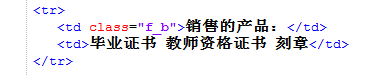 <tr>
<td class="f_b">销售的产品：</td>
<td>毕业证书 教师资格证书 刻章</td>
</tr>